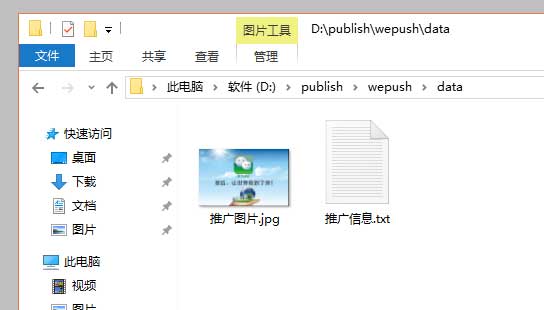 图片工具 D:\publish\wepush\data
文件 主页 共享 查看 管理
此电脑 软件 (D:) publish wepush data
快速访问
桌面
下载
文档
图片
此电脑
视频
图片
推广图片.jpg
推广信息.txt